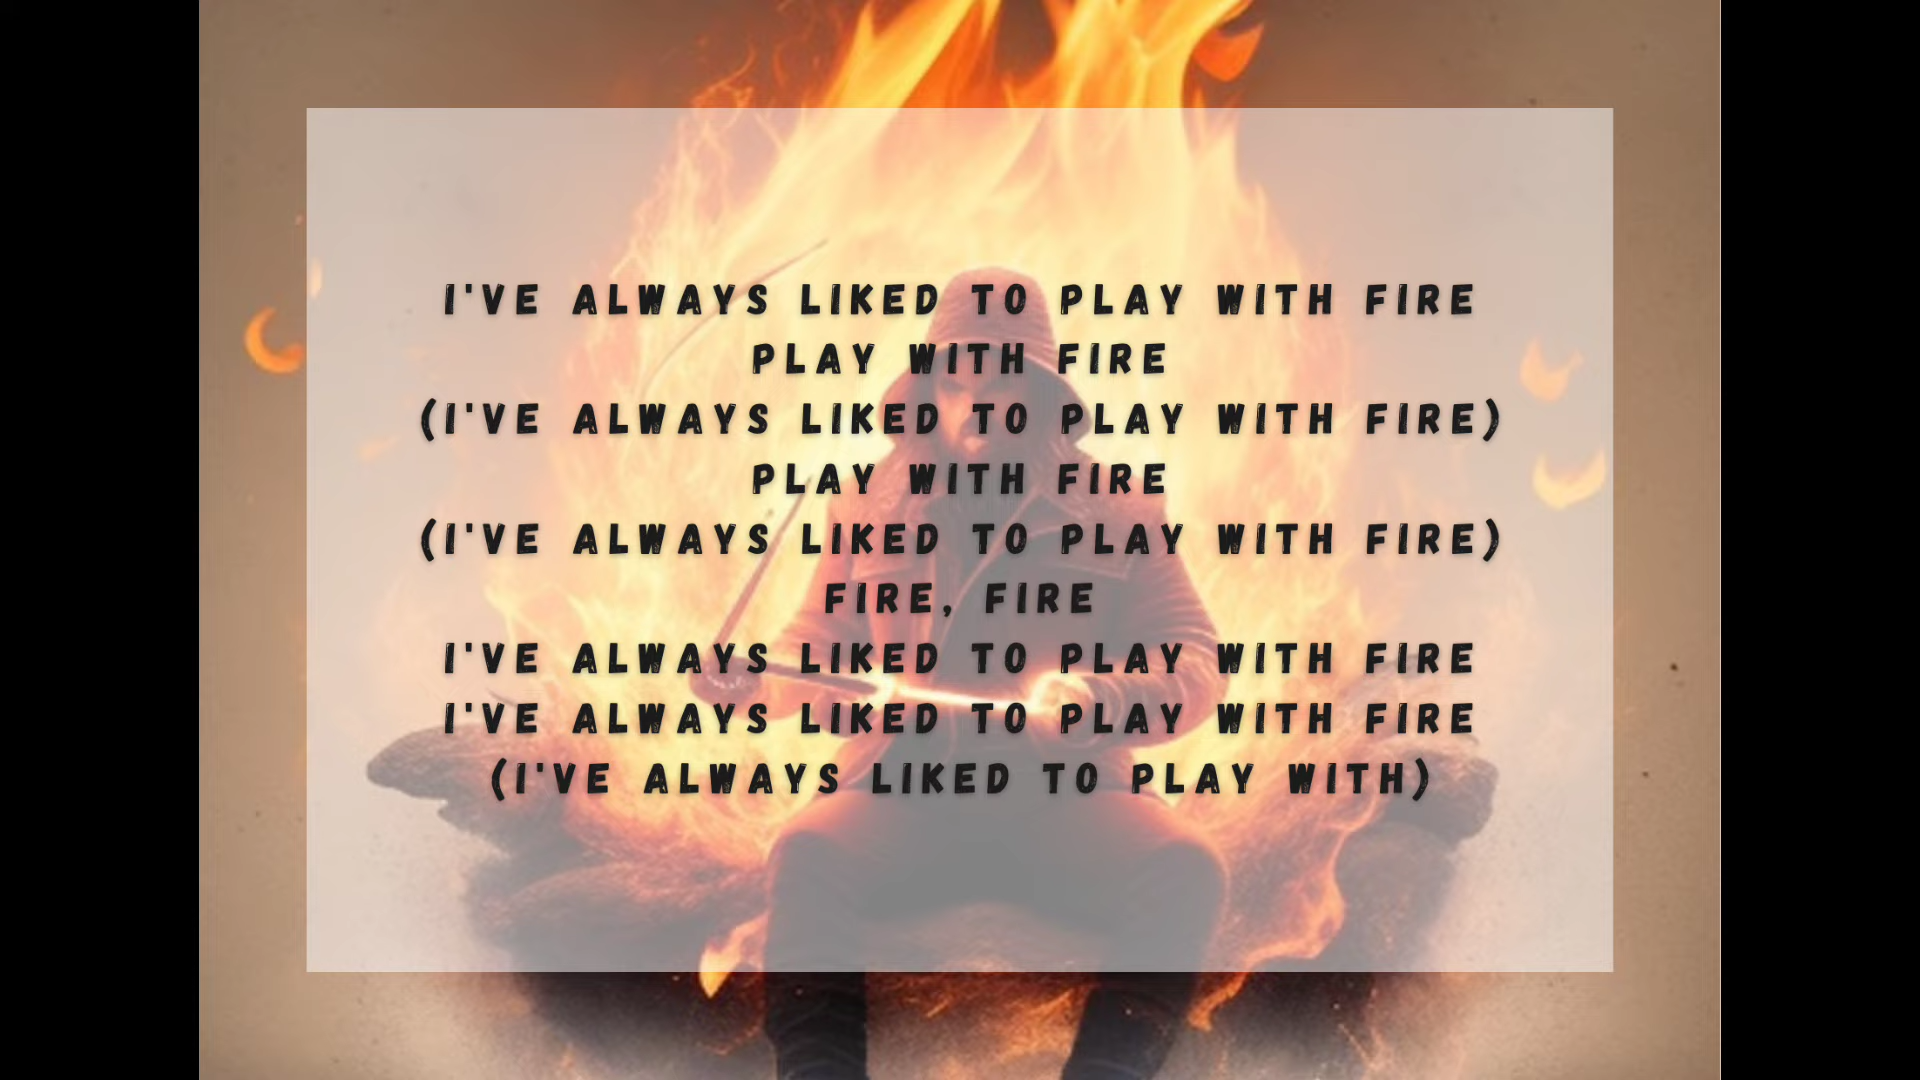 I'VE ALWAYS LIKED TO PLAY WITH FIRE
PLAY WITH FIRE
(I'VE ALWAYS LIKED TO PLAY WITH FIRE)
PLAY WITH FIRE
(I'VE ALWAYS LIKED TO PLAY WITH FIRE)
FIRE, FIRE
I'VE ALWAYS LIKED TO PLAY WITH FIRE
I'VE ALWAYS LIKED TO PLAY WITH FIRE
(I'VE ALWAYS LIKED TO PLAY WITH)